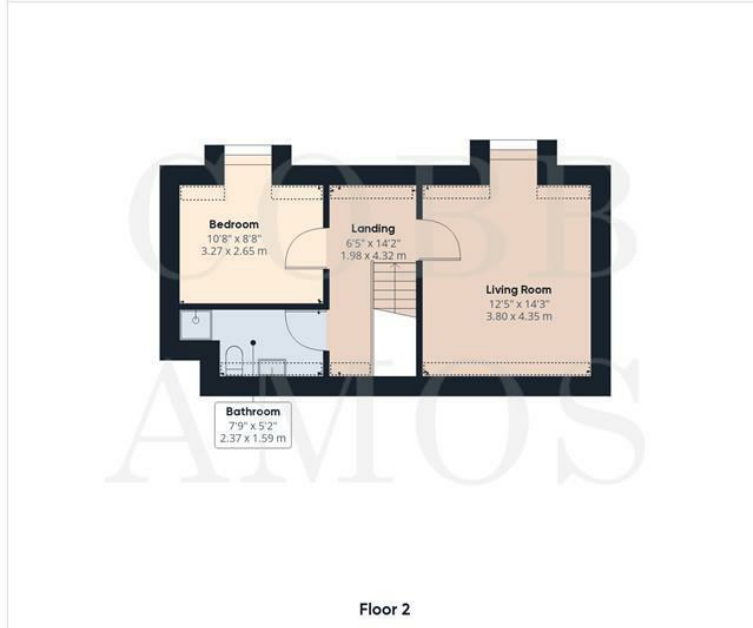 COBB
AMOS
Bedroom
10'8" x 8'8"
3.27 x 2.65 m
Landing
6'5" x 14'2"
1.98 x 4.32 m
Living Room
12'5" x 14'3"
3.80 x 4.35 m
Bathroom
7'9" x 5'2"
2.37 x 1.59 m
Floor 2